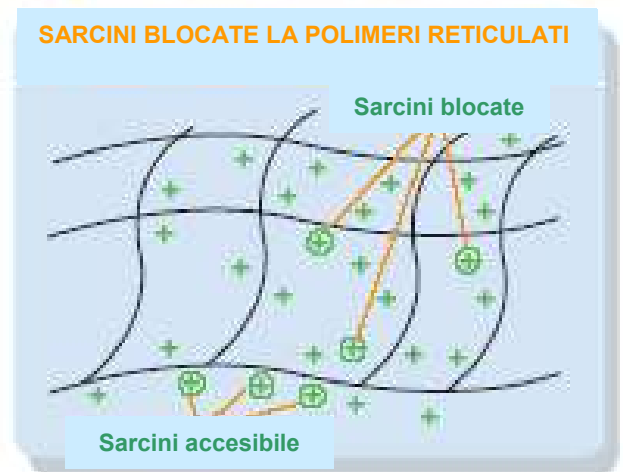 SARCINI BLOCATE LA POLIMERI RETICULATI
Sarcini blocate
Sarcini accesibile